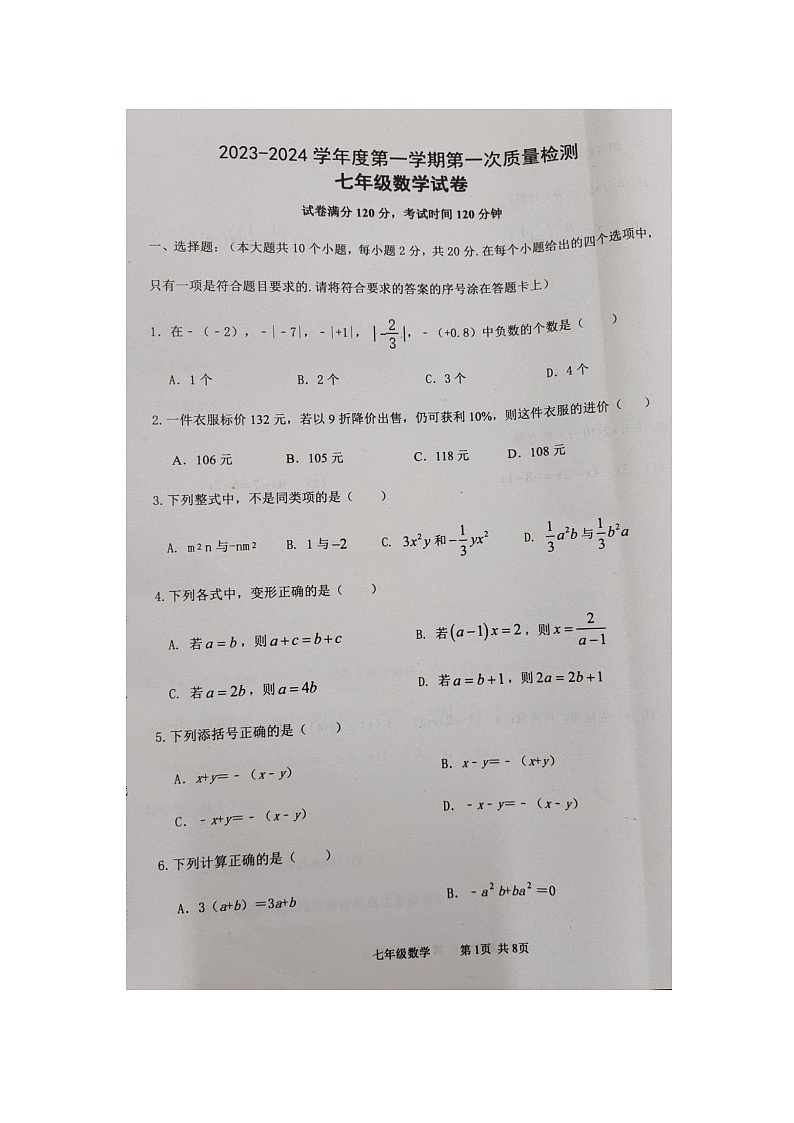 2023-2024 学年度第一学期第一次质量检测
七年级数学试卷
试卷满分 120 分，考试时间 120 分钟
一、选择题：（本大题共 10 个小题，每小题 2 分，共 20 分.在每个小题给出的四个选项中，
只有一项是符合题目要求的.请将符合要求的答案的序号涂在答题卡上）
1．在﹣（﹣2），﹣|﹣7|，﹣|+1|，|-2/3|，﹣（+0.8）中负数的个数是（ ）
A．1 个 B．2 个 C．3 个 D．4 个
2．一件衣服标价 132 元，若以 9 折降价出售，仍可获利 10%，则这件衣服的进价（ ）
A．106 元 B．105 元 C．118 元 D．108 元
3.下列整式中，不是同类项的是（ ）
A. m²n 与-nm² B. 1 与 -2 C. 3x²y 和 -1/3 yx² D. 1/3 a²b 与 1/3 b²a
4.下列各式中，变形正确的是（ ）
A. 若 a = b，则 a+c=b+c B. 若 (a-1)x=2，则 x= 2/(a-1)
C. 若 a=2b，则 a=4b D. 若 a=b+1，则 2a=2b+1
5.下列添括号正确的是（ ）
A．x+y=﹣（x﹣y） B．x﹣y=﹣（x+y）
C．﹣x+y=﹣（x﹣y） D．﹣x﹣y=﹣（x﹣y）
6.下列计算正确的是（ ）
A．3（a+b）=3a+b B．﹣a² b+ba² =0
七年级数学 第 1页 共 8页